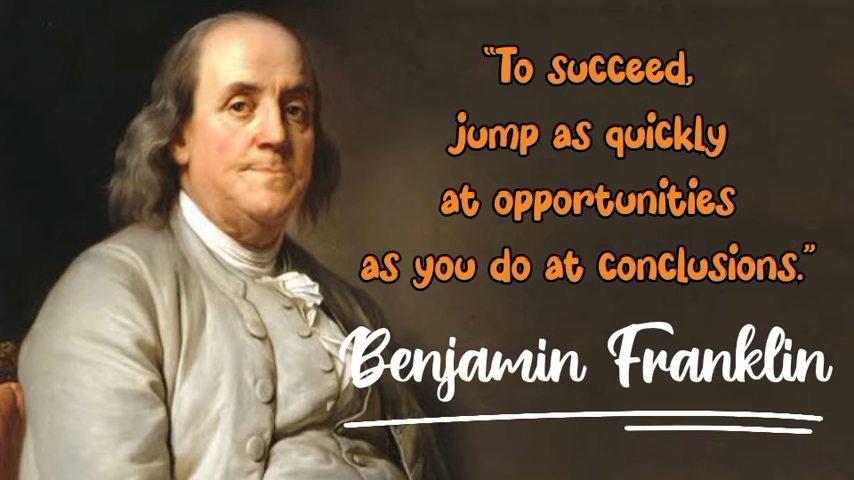 “To succeed,
jump as quickly
at opportunities
as you do at conclusions.”
Benjamin Franklin